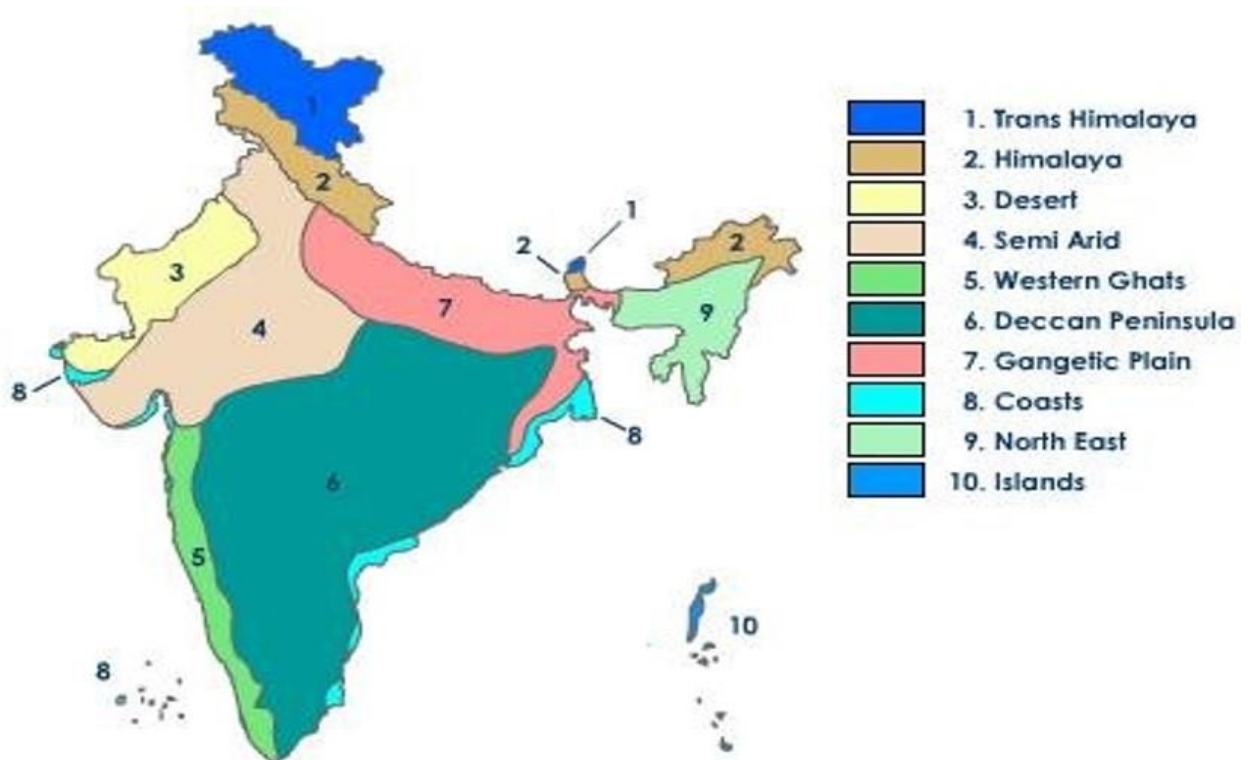 1
1. Trans Himalaya
2. Himalaya
2
3. Desert
1
2
2
4. Semi Arid
3
5. Western Ghats
7
9
4
6. Deccan Peninsula
7. Gangetic Plain
8
8. Coasts
8
9. North East
6
10. Islands
5
10
8